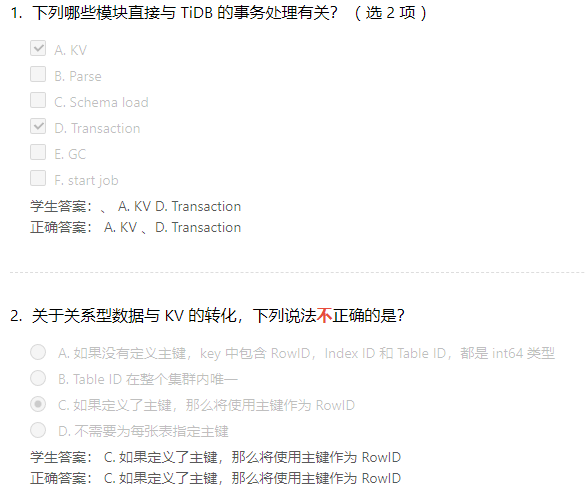 1. 下列哪些模块直接与 TiDB 的事务处理有关？（ 选 2 项 ）
A. KV
B. Parse
C. Schema load
D. Transaction
E. GC
F. start job
学生答案： 、 A. KV D. Transaction
正确答案： A. KV 、D. Transaction
2. 关于关系型数据与 KV 的转化，下列说法不正确的是？
A. 如果没有定义主键，key 中包含 RowID，Index ID 和 Table ID，都是 int64 类型
B. Table ID 在整个集群内唯一
C. 如果定义了主键，那么将使用主键作为 RowID
D. 不需要为每张表指定主键
学生答案： C. 如果定义了主键，那么将使用主键作为 RowID
正确答案： C. 如果定义了主键，那么将使用主键作为 RowID